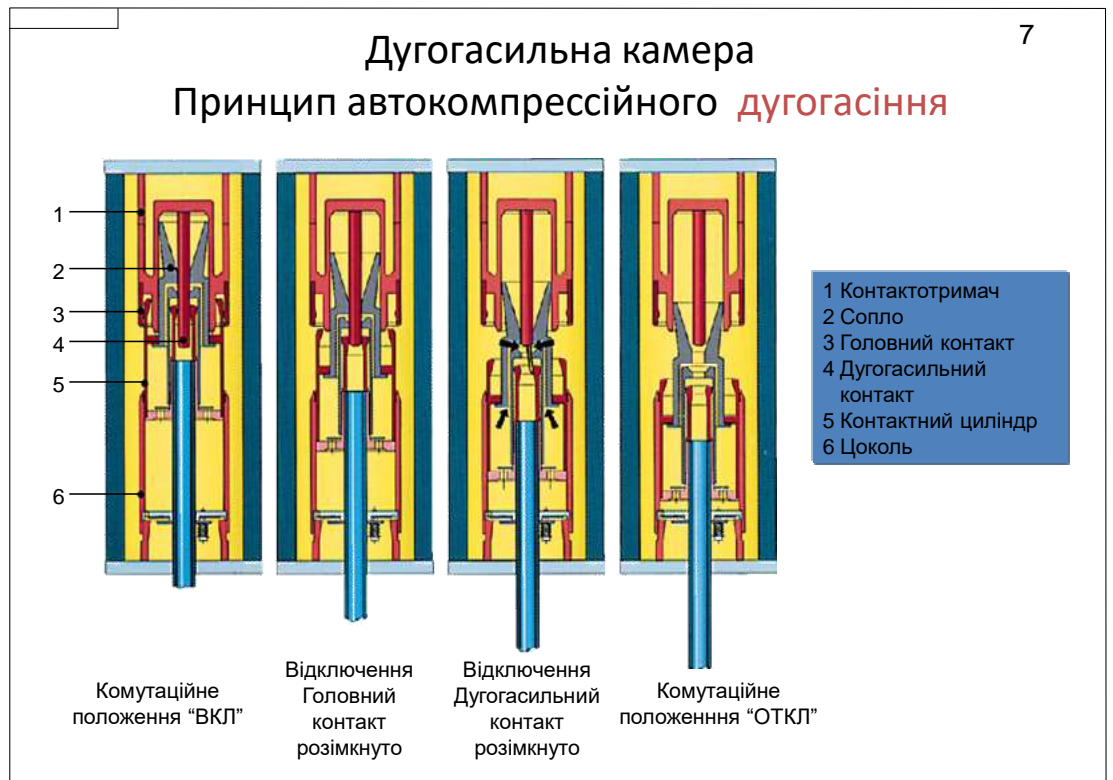 7
Дугогасильна камера
Принцип автокомпрессійного дугогасіння
1
2
3
4
5
6
1 Контактотримач
2 Сопло
3 Головний контакт
4 Дугогасильний
контакт
5 Контактний циліндр
6 Цоколь
Комутаційне
положення “ВКЛ”
Відключення
Головний
контакт
розімкнуто
Відключення
Дугогасильний
контакт
розімкнуто
Комутаційне
положенння “ОТКЛ”